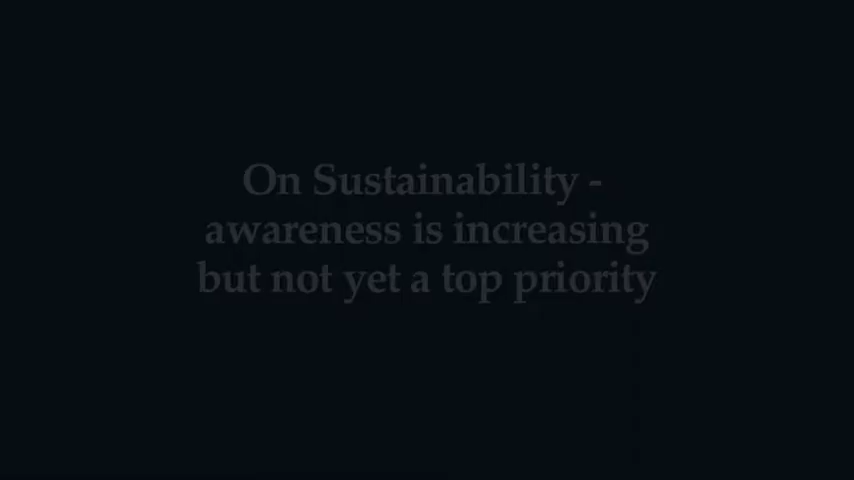 On Sustainability -
awareness is increasing
but not yet a top priority